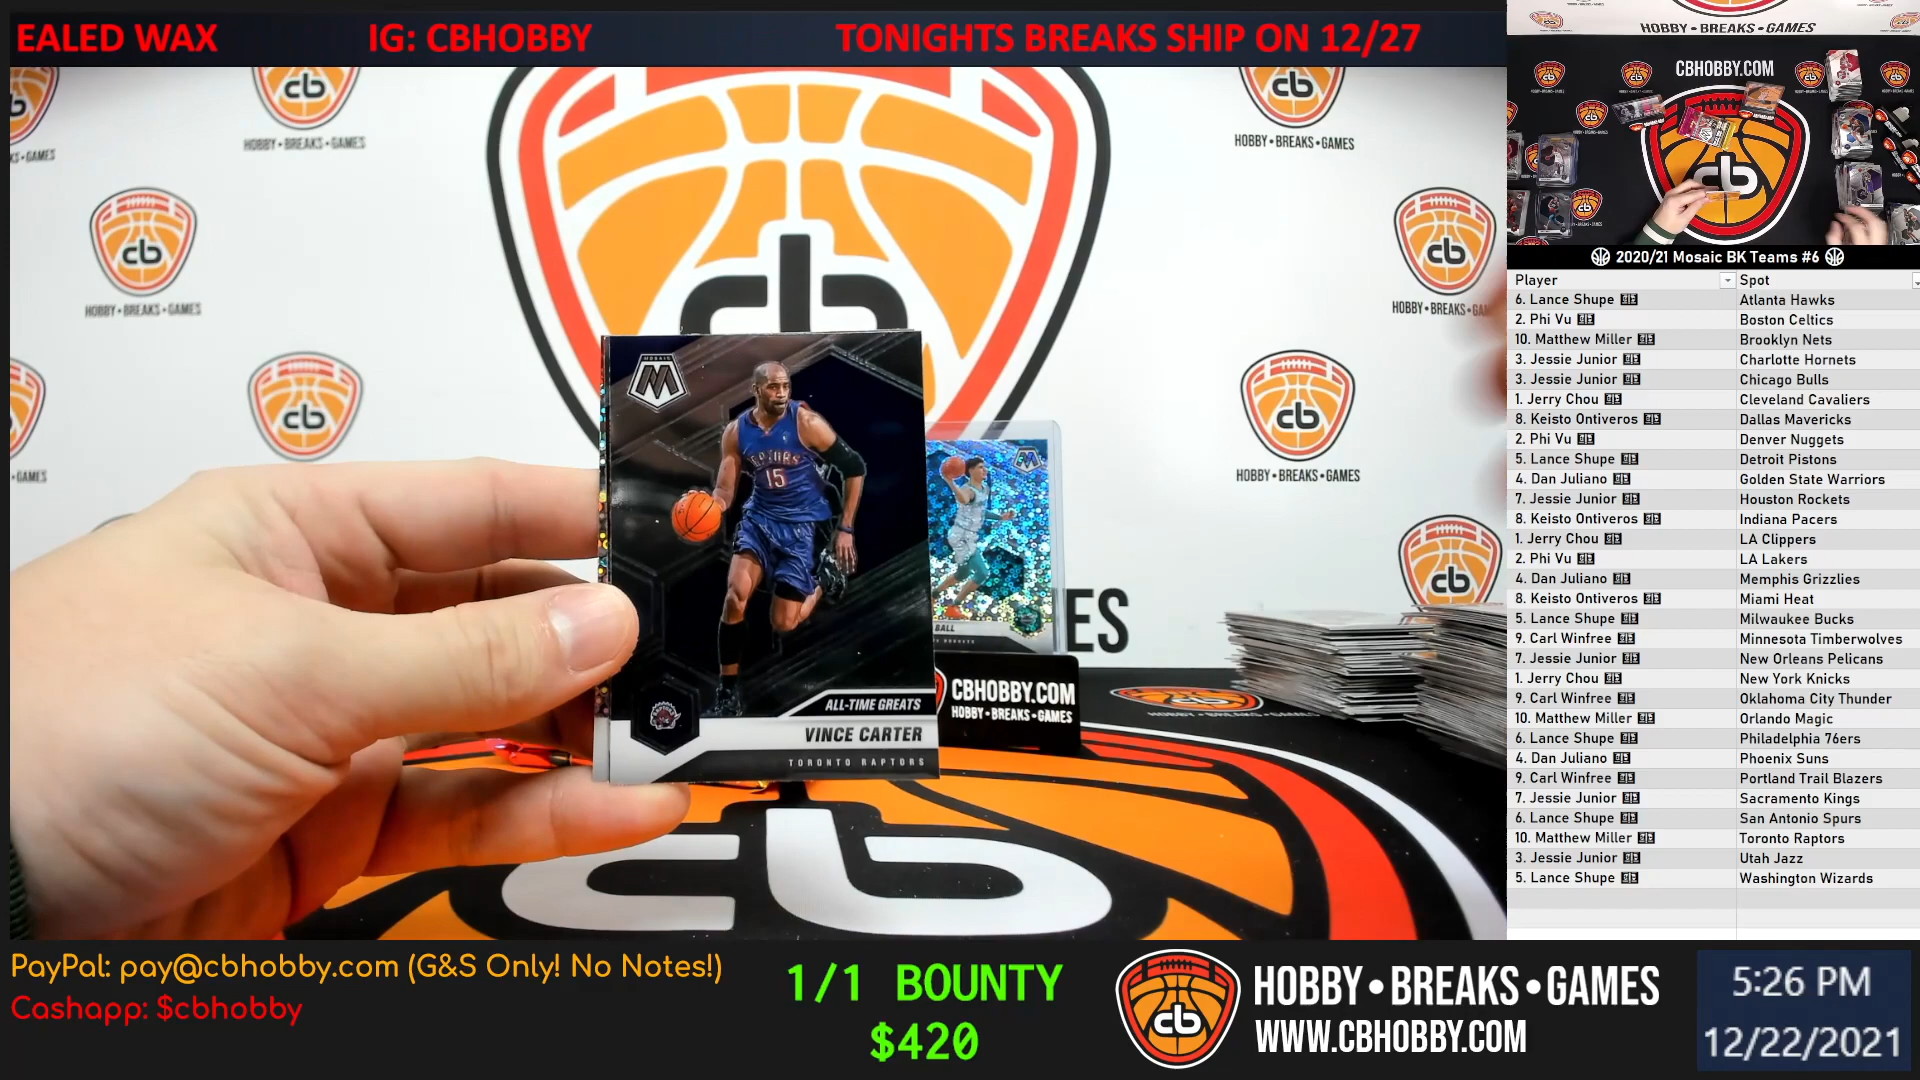 EALED WAX IG: CBHOBBY TONIGHTS BREAKS SHIP ON 12/27
HOBBY•BREAKS•GAMES
CBHOBBY.COM
cb
HOBBY•BREAKS•GAMES
HOBBY•BREAKS•GAMES
cb
HOBBY•BREAKS•GAMES
cb
cb
HOBBY•BREAKS•GAMES
MOSAIC
RAPTORS
15
ALL-TIME GREATS
VINCE CARTER
TORONTO RAPTORS
BALL
ES
CBHOBBY.COM
HOBBY•BREAKS•GAMES
cb
2020/21 Mosaic BK Teams #6
Player Spot
6. Lance Shupe Atlanta Hawks
2. Phi Vu Boston Celtics
10. Matthew Miller Brooklyn Nets
3. Jessie Junior Charlotte Hornets
3. Jessie Junior Chicago Bulls
1. Jerry Chou Cleveland Cavaliers
8. Keisto Ontiveros Dallas Mavericks
2. Phi Vu Denver Nuggets
5. Lance Shupe Detroit Pistons
4. Dan Juliano Golden State Warriors
7. Jessie Junior Houston Rockets
8. Keisto Ontiveros Indiana Pacers
1. Jerry Chou LA Clippers
2. Phi Vu LA Lakers
4. Dan Juliano Memphis Grizzlies
8. Keisto Ontiveros Miami Heat
5. Lance Shupe Milwaukee Bucks
9. Carl Winfree Minnesota Timberwolves
7. Jessie Junior New Orleans Pelicans
1. Jerry Chou New York Knicks
9. Carl Winfree Oklahoma City Thunder
10. Matthew Miller Orlando Magic
6. Lance Shupe Philadelphia 76ers
4. Dan Juliano Phoenix Suns
9. Carl Winfree Portland Trail Blazers
7. Jessie Junior Sacramento Kings
6. Lance Shupe San Antonio Spurs
10. Matthew Miller Toronto Raptors
3. Jessie Junior Utah Jazz
5. Lance Shupe Washington Wizards
PayPal: pay@cbhobby.com (G&S Only! No Notes!)
Cashapp: $cbhobby
1/1 BOUNTY
$420
cb
HOBBY•BREAKS•GAMES
WWW.CBHOBBY.COM
5:26 PM
12/22/2021